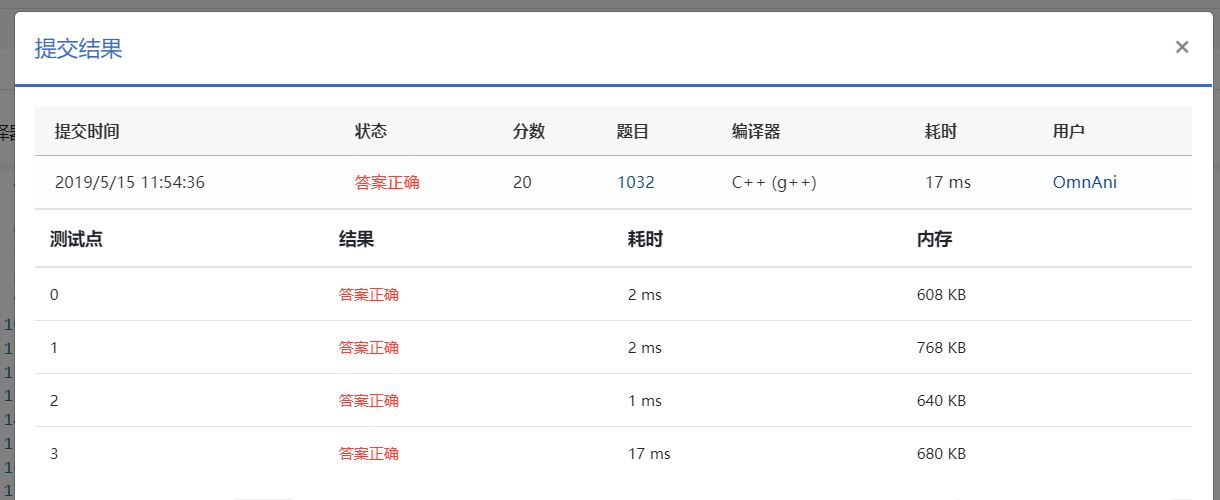 提交结果 ×
提交时间 状态 分数 题目 编译器 耗时 用户
2019/5/15 11:54:36 答案正确 20 1032 C++ (g++) 17 ms OmnAni
测试点 结果 耗时 内存
0 答案正确 2 ms 608 KB
1 答案正确 2 ms 768 KB
2 答案正确 1 ms 640 KB
3 答案正确 17 ms 680 KB